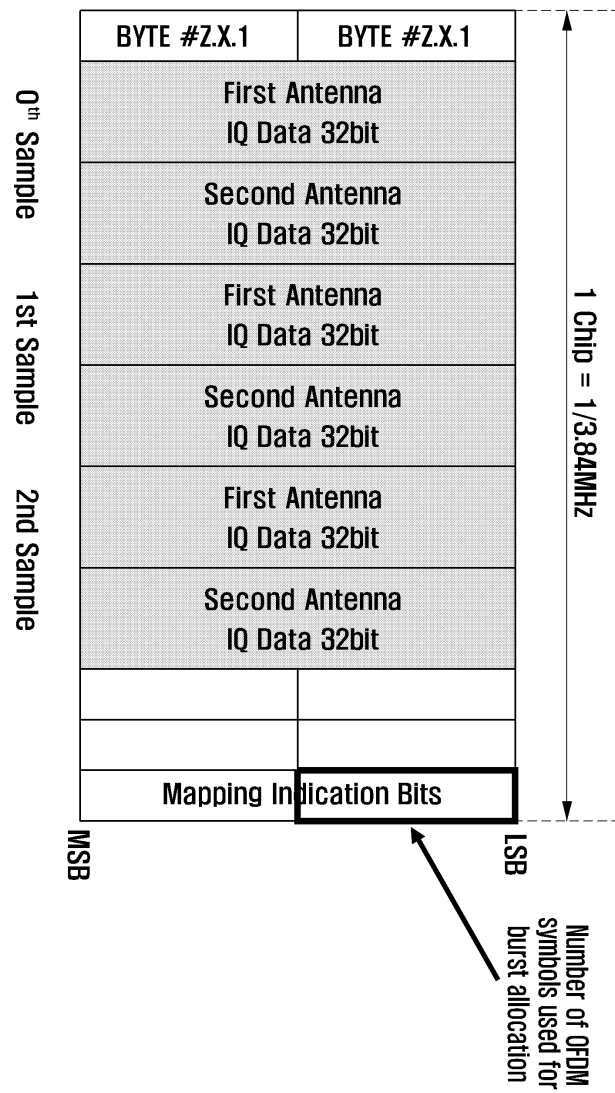 BYTE #Z.X.1
BYTE #Z.X.1
First Antenna
IQ Data 32bit
Second Antenna
IQ Data 32bit
First Antenna
IQ Data 32bit
Second Antenna
IQ Data 32bit
First Antenna
IQ Data 32bit
Second Antenna
IQ Data 32bit
Mapping Indication Bits
0th Sample
1st Sample
2nd Sample
1 Chip = 1/3.84MHz
MSB
LSB
Number of OFDM
symbols used for
burst allocation